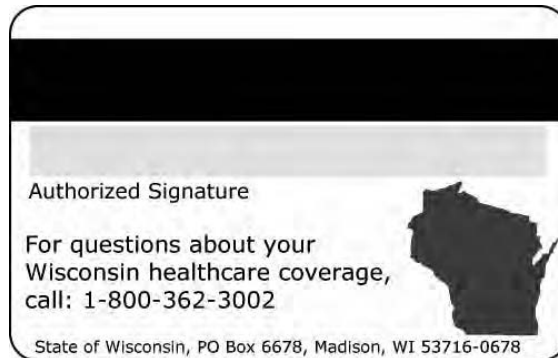 Authorized Signature
For questions about your
Wisconsin healthcare coverage,
call: 1-800-362-3002
State of Wisconsin, PO Box 6678, Madison, WI 53716-0678